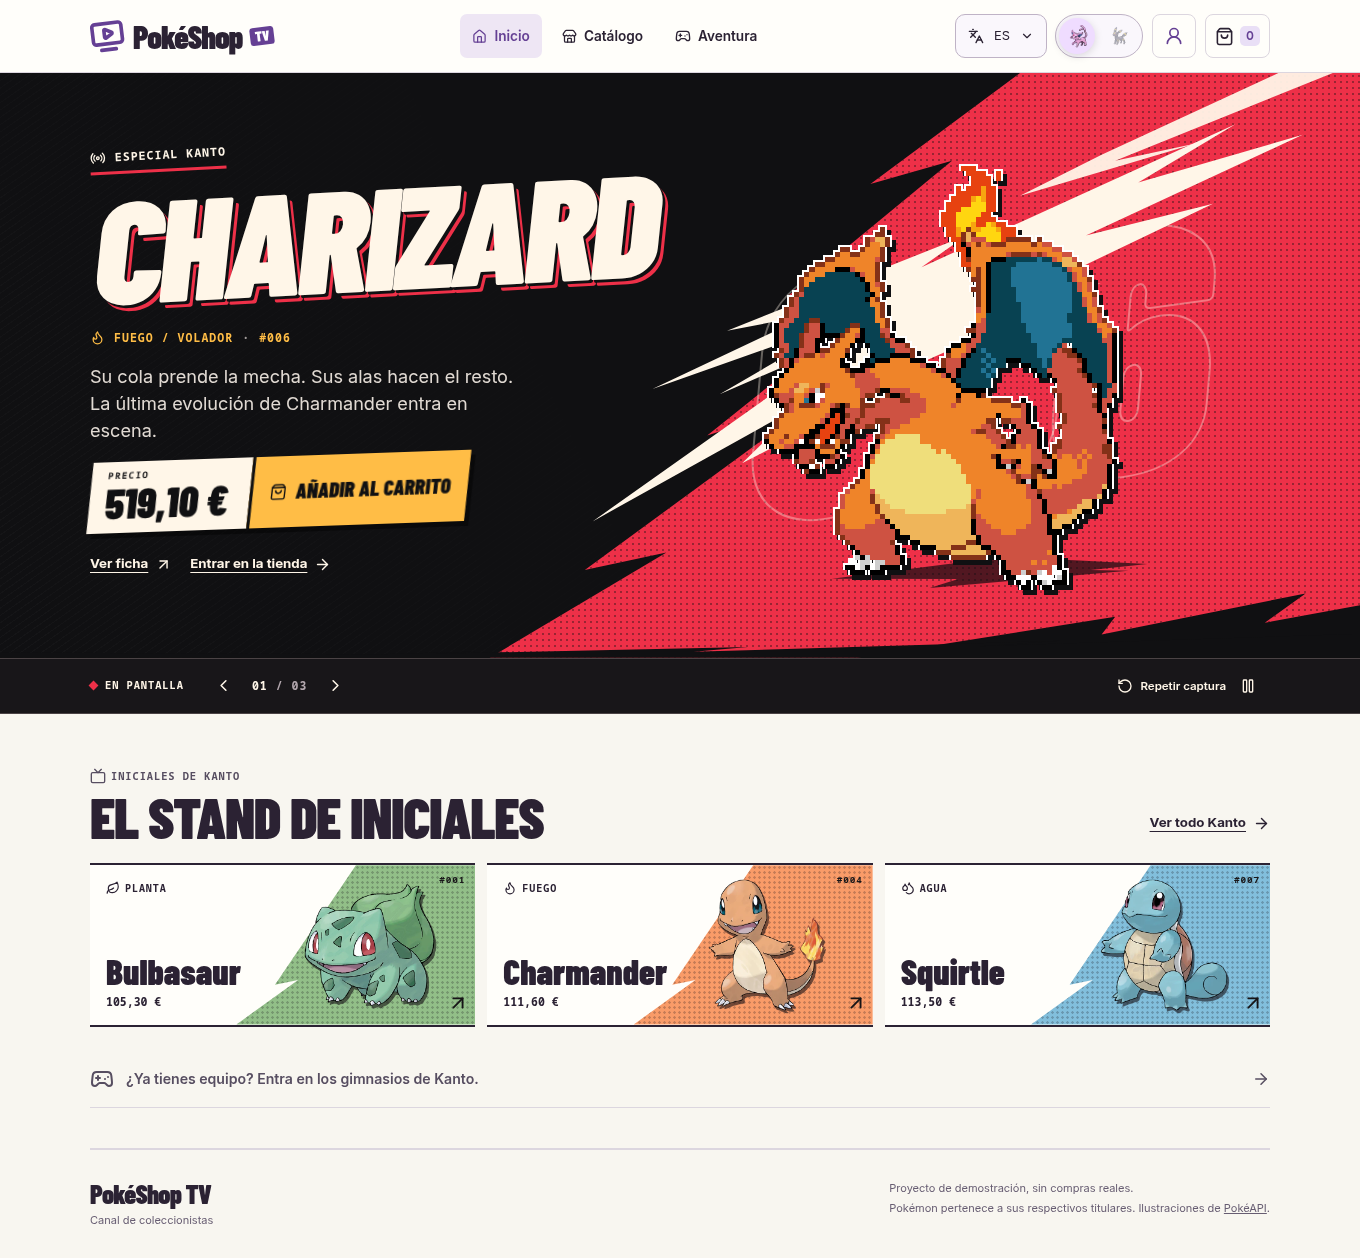 PokéShop TV
Inicio
Catálogo
Aventura
ES
0
ESPECIAL KANTO
CHARIZARD
FUEGO / VOLADOR · #006
Su cola prende la mecha. Sus alas hacen el resto.
La última evolución de Charmander entra en
escena.
PRECIO
519,10 €
AÑADIR AL CARRITO
Ver ficha
Entrar en la tienda
EN PANTALLA
01 / 03
Repetir captura
INICIALES DE KANTO
EL STAND DE INICIALES
Ver todo Kanto
PLANTA
#001
Bulbasaur
105,30 €
FUEGO
#004
Charmander
111,60 €
AGUA
#007
Squirtle
113,50 €
¿Ya tienes equipo? Entra en los gimnasios de Kanto.
PokéShop TV
Canal de coleccionistas
Proyecto de demostración, sin compras reales.
Pokémon pertenece a sus respectivos titulares. Ilustraciones de PokéAPI.